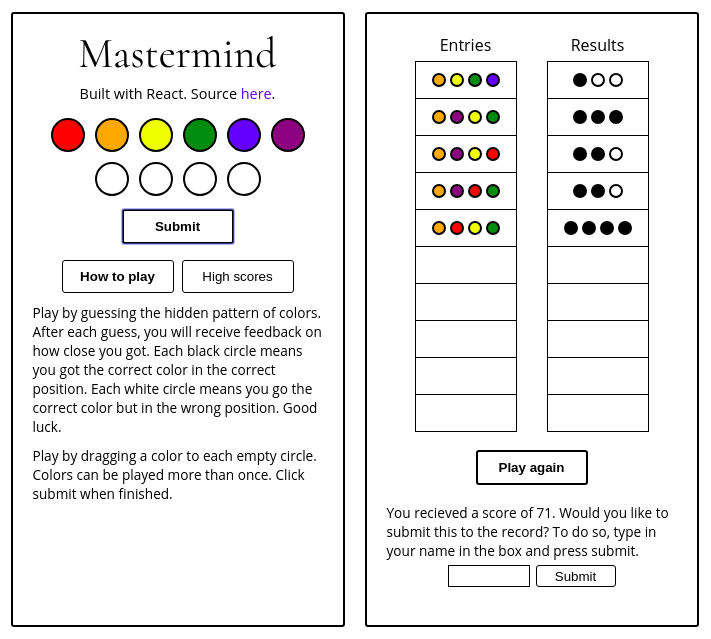 Mastermind
Built with React. Source here.
Submit
How to play
High scores
Play by guessing the hidden pattern of colors.
After each guess, you will receive feedback on
how close you got. Each black circle means
you got the correct color in the correct
position. Each white circle means you go the
correct color but in the wrong position. Good
luck.
Play by dragging a color to each empty circle.
Colors can be played more than once. Click
submit when finished.
Entries
Results
Play again
You recieved a score of 71. Would you like to
submit this to the record? To do so, type in
your name in the box and press submit.
Submit